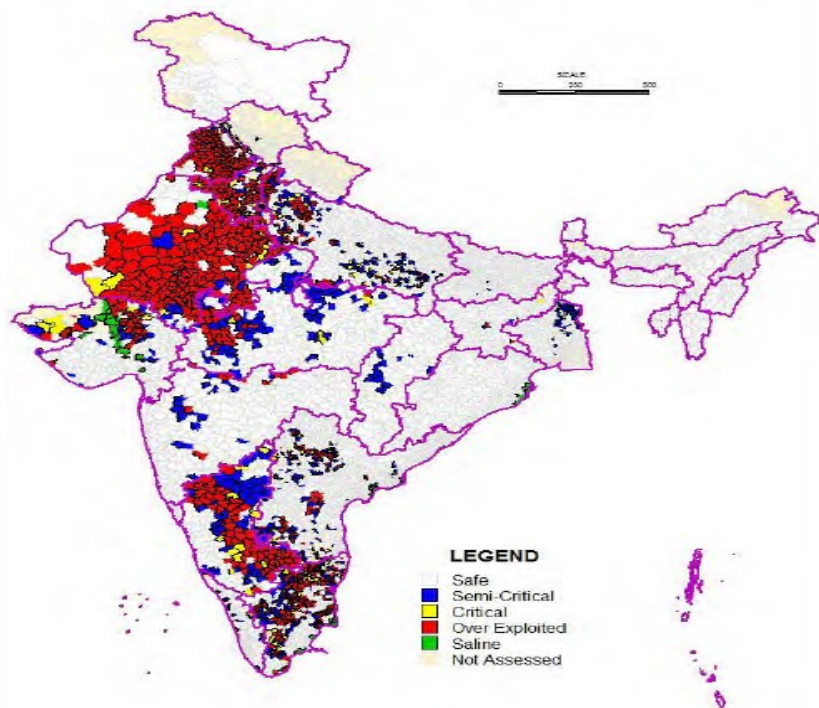 SCALE
0 250 500
LEGEND
Safe
Semi-Critical
Critical
Over Exploited
Saline
Not Assessed